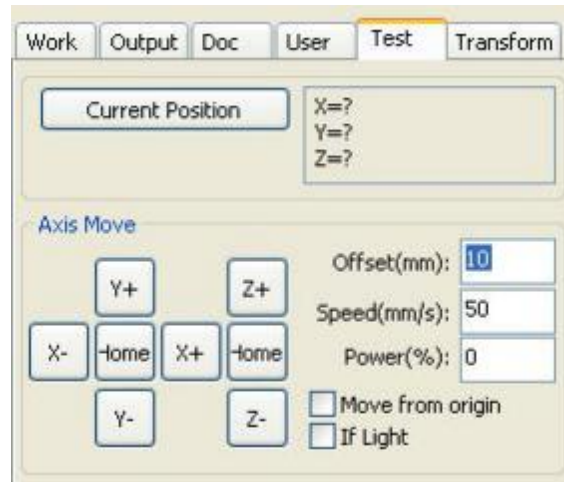 Work Output Doc User Test Transform
Current Position
X=?
Y=?
Z=?
Axis Move
Offset(mm): 10
Y+ Z+
Speed(mm/s): 50
X- Home X+ Home
Power(%): 0
Move from origin
Y- Z-
If Light